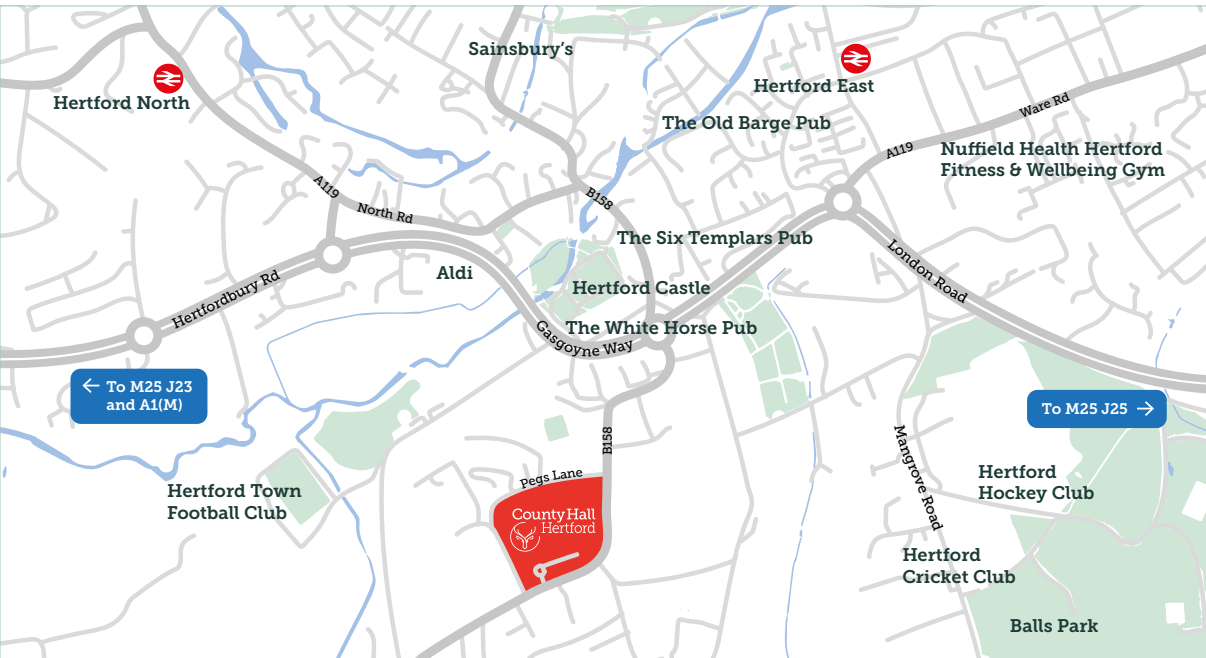 Sainsbury's
Hertford North
Hertford East
Ware Rd
The Old Barge Pub
A119
Nuffield Health Hertford
Fitness & Wellbeing Gym
A119
North Rd
B158
The Six Templars Pub
London Road
Aldi
Hertford Castle
Hertfordbury Rd
The White Horse Pub
Gasgoyne Way
← To M25 J23
and A1(M)
To M25 J25 →
B158
Mangrove Road
Pegs Lane
Hertford
Hockey Club
Hertford Town
Football Club
County Hall
Hertford
Hertford
Cricket Club
Balls Park